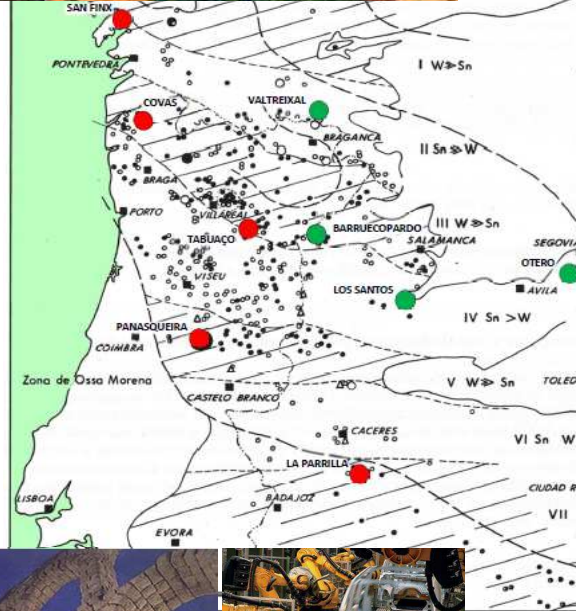 SAN FINX
PONTEVEDRA
I W≫Sn
COVAS
VALTREIXAL
BRAGANCA
II Sn≫W
BRAGA
PORTO
VILLAREAL
TABUAÇO
BARRUECOPARDO
III W≫Sn
SALAMANCA
SEGOVIA
OTERO
VISEU
LOS SANTOS
AVILA
IV Sn >W
PANASQUEIRA
COIMBRA
Zona de Ossa Morena
V W≫ Sn
TOLED
CASTELO BRANCO
CACERES
VI Sn W
LA PARRILLA
LISBOA
BADAJOZ
CIUDAD R
VII
EVORA